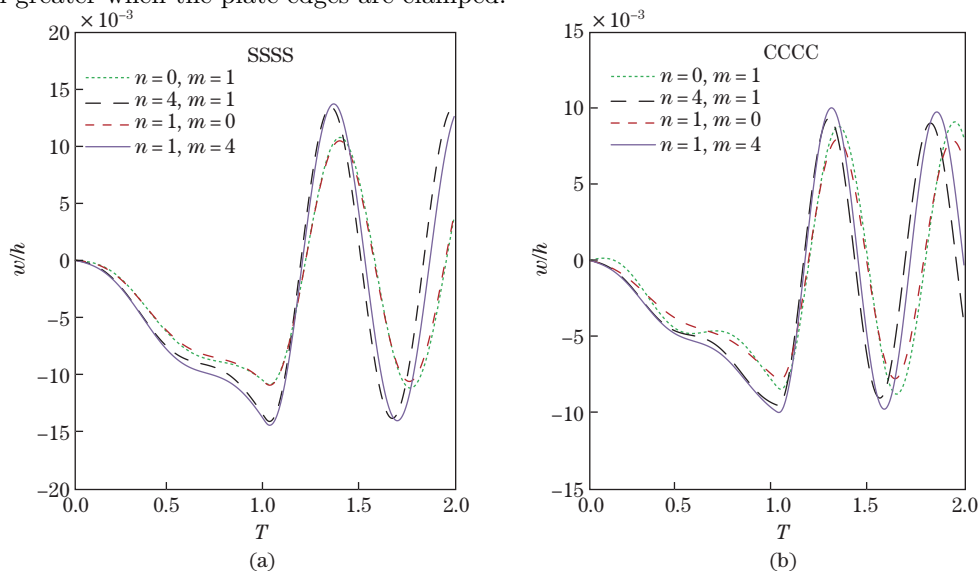 greater when the plate edges are clamped.
×10⁻³
20
15
10
5
0
−5
−10
−15
−20
w/h
SSSS
n=0, m=1
n=4, m=1
n=1, m=0
n=1, m=4
0.0 0.5 1.0 1.5 2.0
T
(a)
×10⁻³
15
10
5
0
−5
−10
−15
w/h
CCCC
n=0, m=1
n=4, m=1
n=1, m=0
n=1, m=4
0.0 0.5 1.0 1.5 2.0
T
(b)